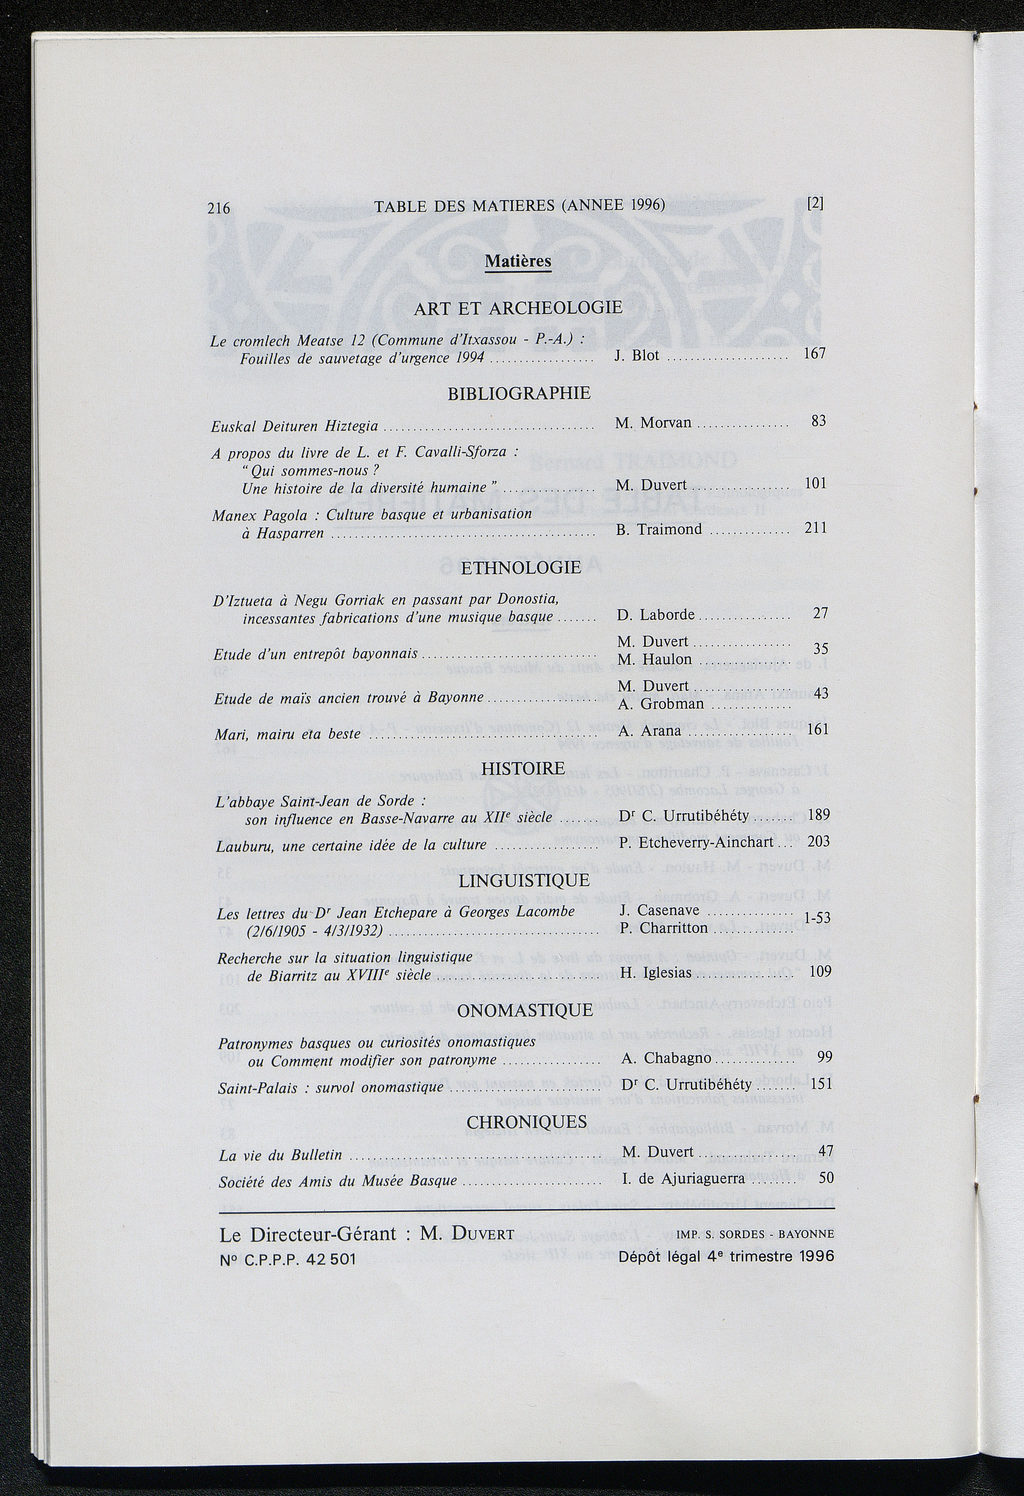 216 TABLE DES MATIERES (ANNEE 1996) [2]
Matières
ART ET ARCHEOLOGIE
Le cromlech Meatse 12 (Commune d'Itxassou - P.-A.) :
Fouilles de sauvetage d'urgence 1994 ................. J. Blot ..................... 167
BIBLIOGRAPHIE
Euskal Deituren Hiztegia .................................... M. Morvan ................ 83
A propos du livre de L. et F. Cavalli-Sforza :
" Qui sommes-nous ?
Une histoire de la diversité humaine " ................ M. Duvert ................. 101
Manex Pagola : Culture basque et urbanisation
à Hasparren ............................................. B. Traimond .............. 211
ETHNOLOGIE
D'Iztueta à Negu Gorriak en passant par Donostia,
incessantes fabrications d'une musique basque ....... D. Laborde ................ 27
Etude d'un entrepôt bayonnais .............................. M. Duvert ................. 35
M. Haulon ................
Etude de maïs ancien trouvé à Bayonne ................... M. Duvert ................. 43
A. Grobman ..............
Mari, mairu eta beste ....................................... A. Arana .................. 161
HISTOIRE
L'abbaye Saint-Jean de Sorde :
son influence en Basse-Navarre au XIIe siècle ....... Dr C. Urrutibéhéty ....... 189
Lauburu, une certaine idée de la culture .................. P. Etcheverry-Ainchart ... 203
LINGUISTIQUE
Les lettres du Dr Jean Etchepare à Georges Lacombe J. Casenave ............... 1-53
(2/6/1905 - 4/3/1932) .................................... P. Charritton ..............
Recherche sur la situation linguistique
de Biarritz au XVIIIe siècle ............................ H. Iglesias ................. 109
ONOMASTIQUE
Patronymes basques ou curiosités onomastiques
ou Comment modifier son patronyme ................. A. Chabagno .............. 99
Saint-Palais : survol onomastique .......................... Dr C. Urrutibéhéty ....... 151
CHRONIQUES
La vie du Bulletin ........................................... M. Duvert ................. 47
Société des Amis du Musée Basque ........................ I. de Ajuriaguerra ........ 50
Le Directeur-Gérant : M. DUVERT IMP. S. SORDES - BAYONNE
No C.P.P.P. 42 501 Dépôt légal 4e trimestre 1996